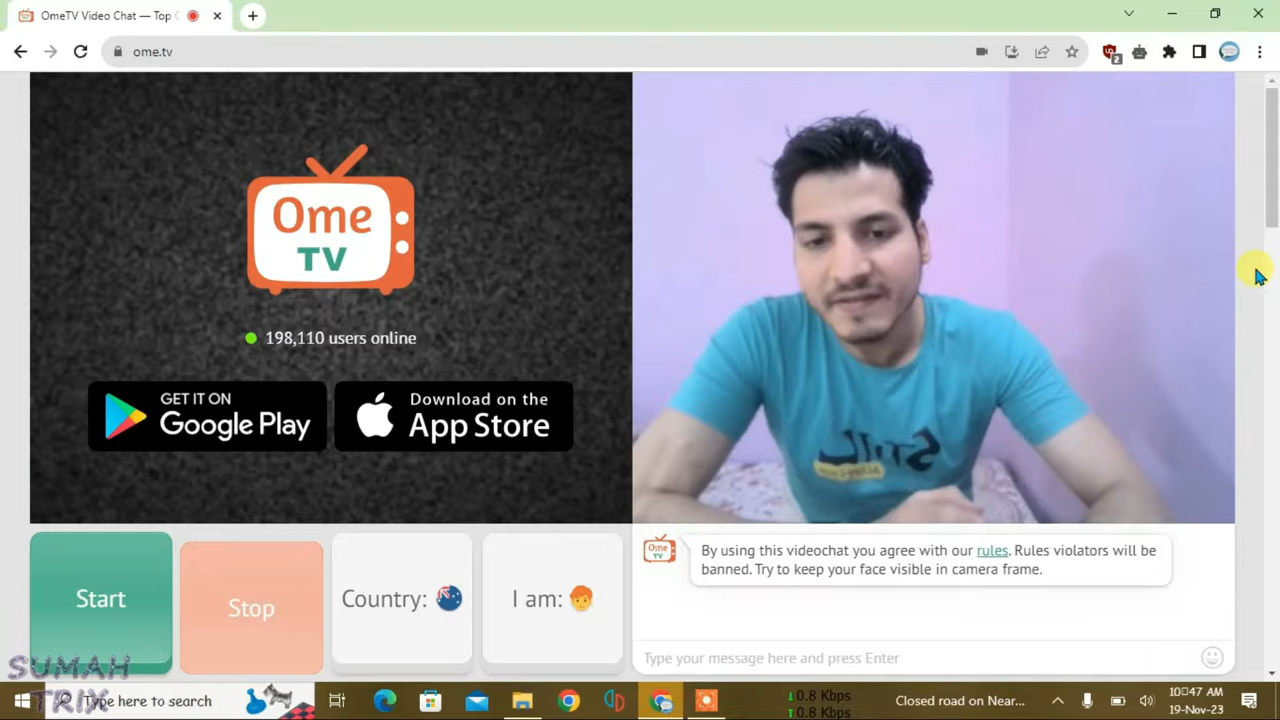 OmeTV Video Chat — Top C
ome.tv
2
Ome
TV
198,110 users online
GET IT ON
Google Play
Download on the
App Store
Start
Stop
Country:
I am:
Ome
TV
By using this videochat you agree with our rules. Rules violators will be
banned. Try to keep your face visible in camera frame.
Type your message here and press Enter
SUMAH
TRIX
Type here to search
↓0.8 Kbps
↑0.8 Kbps
Closed road on Near...
10:47 AM
19-Nov-23